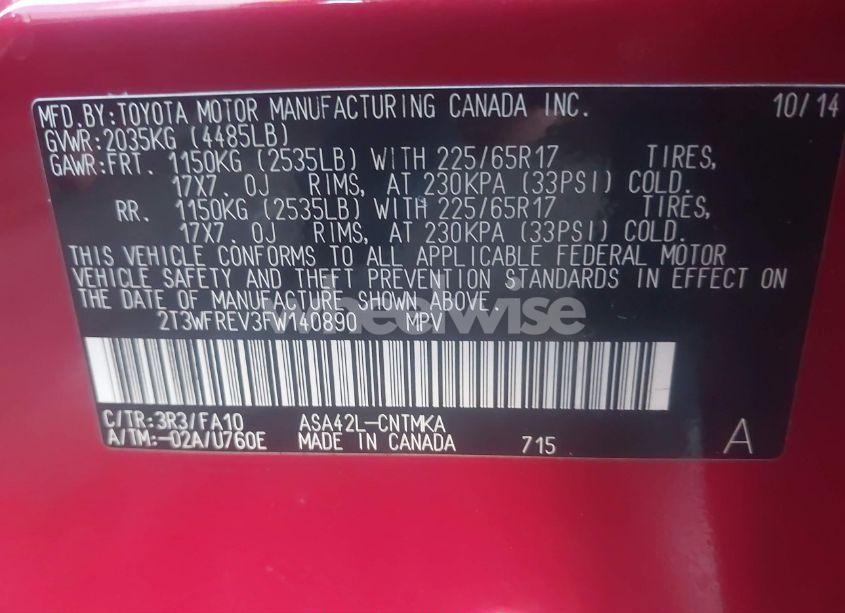 MFD.BY:TOYOTA MOTOR MANUFACTURING CANADA INC. 10/14
GVWR:2035KG (4485LB)
GAWR:FRT. 1150KG (2535LB) WITH 225/65R17 TIRES,
17X7.0J RIMS, AT 230KPA (33PSI) COLD.
RR. 1150KG (2535LB) WITH 225/65R17 TIRES,
17X7.0J RIMS, AT 230KPA (33PSI) COLD.
THIS VEHICLE CONFORMS TO ALL APPLICABLE FEDERAL MOTOR
VEHICLE SAFETY AND THEFT PREVENTION STANDARDS IN EFFECT ON
THE DATE OF MANUFACTURE SHOWN ABOVE.
wheelwise
2T3WFREV3FW140890 MPV
C/TR:3R3/FA10 ASA42L-CNTMKA
A/TM:-02A/U760E MADE IN CANADA 715 A